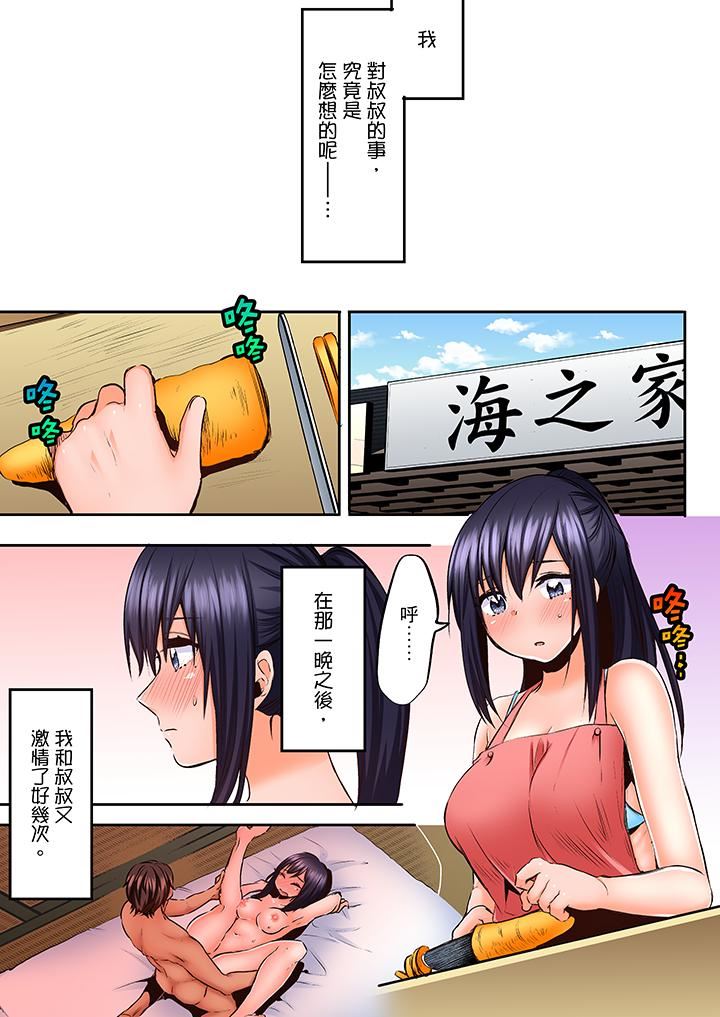 我
對叔叔的事，
究竟是
怎麼想的呢——…
海之家
咚
咚
咚
咚
咚
咚…
呼……
在那一晚之後，
我和叔叔又
激情了好幾次。